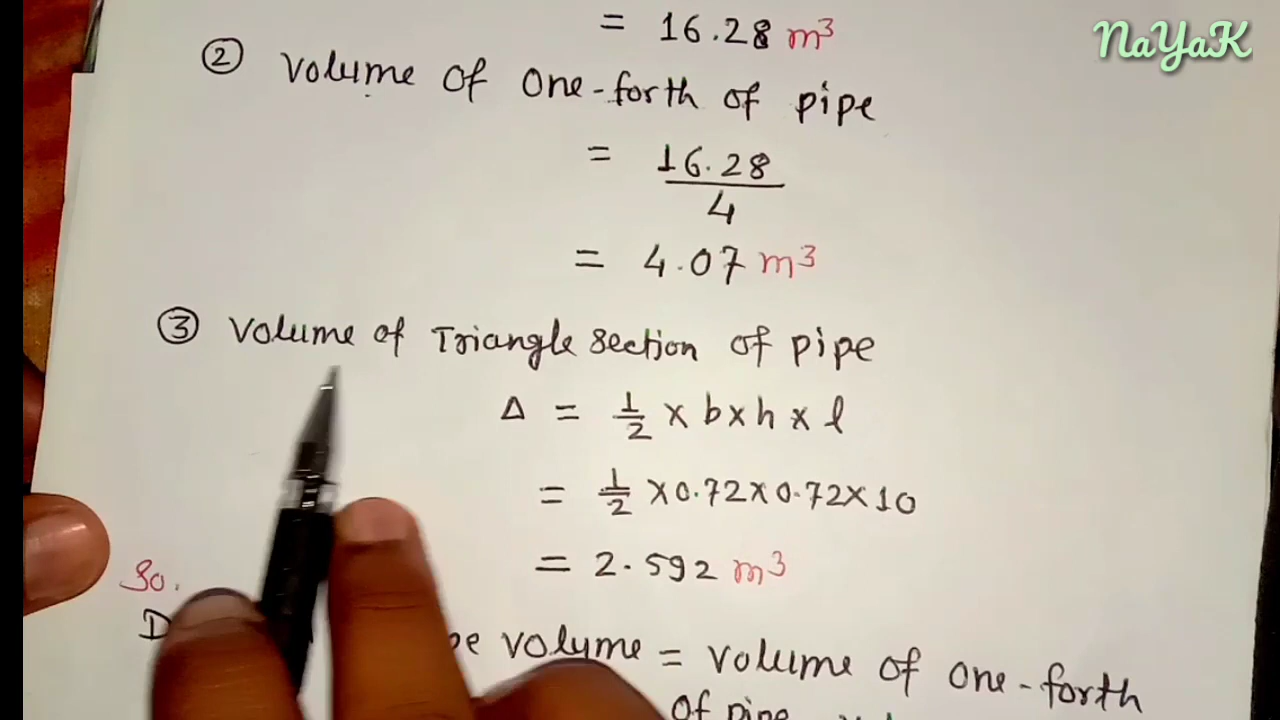 = 16.28 m³
NaYaK
② Volume of one-forth of pipe
= 16.28
4
= 4.07 m³
③ Volume of Triangle section of pipe
Δ = 1/2 × b × h × l
= 1/2 × 0.72 × 0.72 × 10
= 2.592 m³
So.
volume = volume of one-forth
of pipe